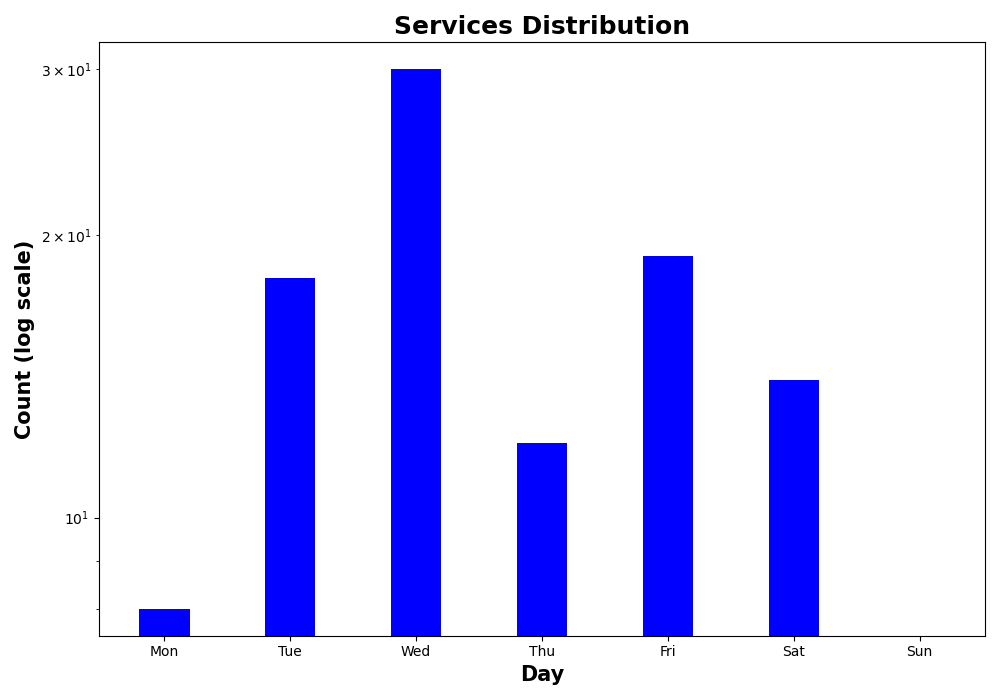 Services Distribution
3 × 10¹
2 × 10¹
10¹
Count (log scale)
Mon Tue Wed Thu Fri Sat Sun
Day